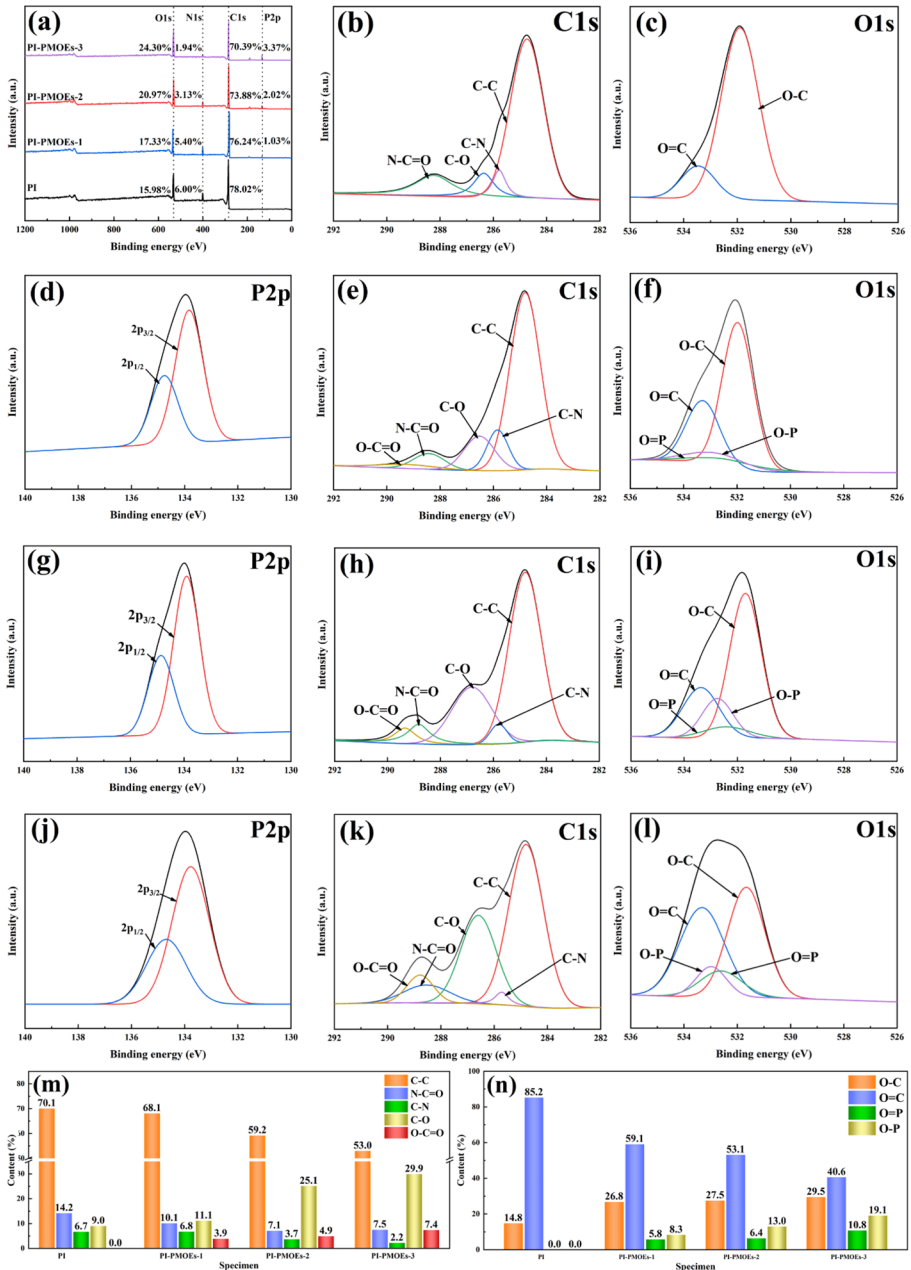 (a)
O1s N1s C1s P2p
PI-PMOEs-3 24.30% 1.94% 70.39% 3.37%
PI-PMOEs-2 20.97% 3.13% 73.88% 2.02%
PI-PMOEs-1 17.33% 5.40% 76.24% 1.03%
PI 15.98% 6.00% 78.02%
Intensity (a.u.)
1200 1000 800 600 400 200 0
Binding energy (eV)
(b) C1s
C-C
C-N
N-C=O
C-O
Intensity (a.u.)
292 290 288 286 284 282
Binding energy (eV)
(c) O1s
O-C
O=C
Intensity (a.u.)
536 533 530 528 526
Binding energy (eV)
(d) P2p
2p3/2
2p1/2
Intensity (a.u.)
140 138 136 134 132 130
Binding energy (eV)
(e) C1s
C-C
C-O
C-N
N-C=O
O-C=O
Intensity (a.u.)
292 290 288 286 284 282
Binding energy (eV)
(f) O1s
O-C
O=C
O=P
O-P
Intensity (a.u.)
536 534 532 530 528 526
Binding energy (eV)
(g) P2p
2p3/2
2p1/2
Intensity (a.u.)
140 138 136 134 132 130
Binding energy (eV)
(h) C1s
C-C
C-O
N-C=O
C-N
O-C=O
Intensity (a.u.)
292 290 288 286 284 282
Binding energy (eV)
(i) O1s
O-C
O=C
O=P
O-P
Intensity (a.u.)
536 534 532 530 528 526
Binding energy (eV)
(j) P2p
2p3/2
2p1/2
Intensity (a.u.)
140 138 136 134 132 130
Binding energy (eV)
(k) C1s
C-C
C-O
N-C=O
O-C=O
C-N
Intensity (a.u.)
292 290 288 286 284 282
Binding energy (eV)
(l) O1s
O-C
O=C
O-P
O=P
Intensity (a.u.)
536 534 532 530 528 526
Binding energy (eV)
(m)
C-C
N-C=O
C-N
C-O
O-C=O
80
70
60
50
30
20
10
0
Content (%)
70.1 14.2 6.7 9.0 0.0
68.1 10.1 6.8 11.1 3.9
59.2 7.1 3.7 25.1 4.9
53.0 7.5 2.2 29.9 7.4
PI PI-PMOEs-1 PI-PMOEs-2 PI-PMOEs-3
Specimen
(n)
O-C
O=C
O=P
O-P
100
80
60
40
20
0
Content (%)
14.8 85.2 0.0 0.0
26.8 59.1 5.8 8.3
27.5 53.1 6.4 13.0
29.5 40.6 10.8 19.1
PI PI-PMOEs-1 PI-PMOEs-2 PI-PMOEs-3
Specimen